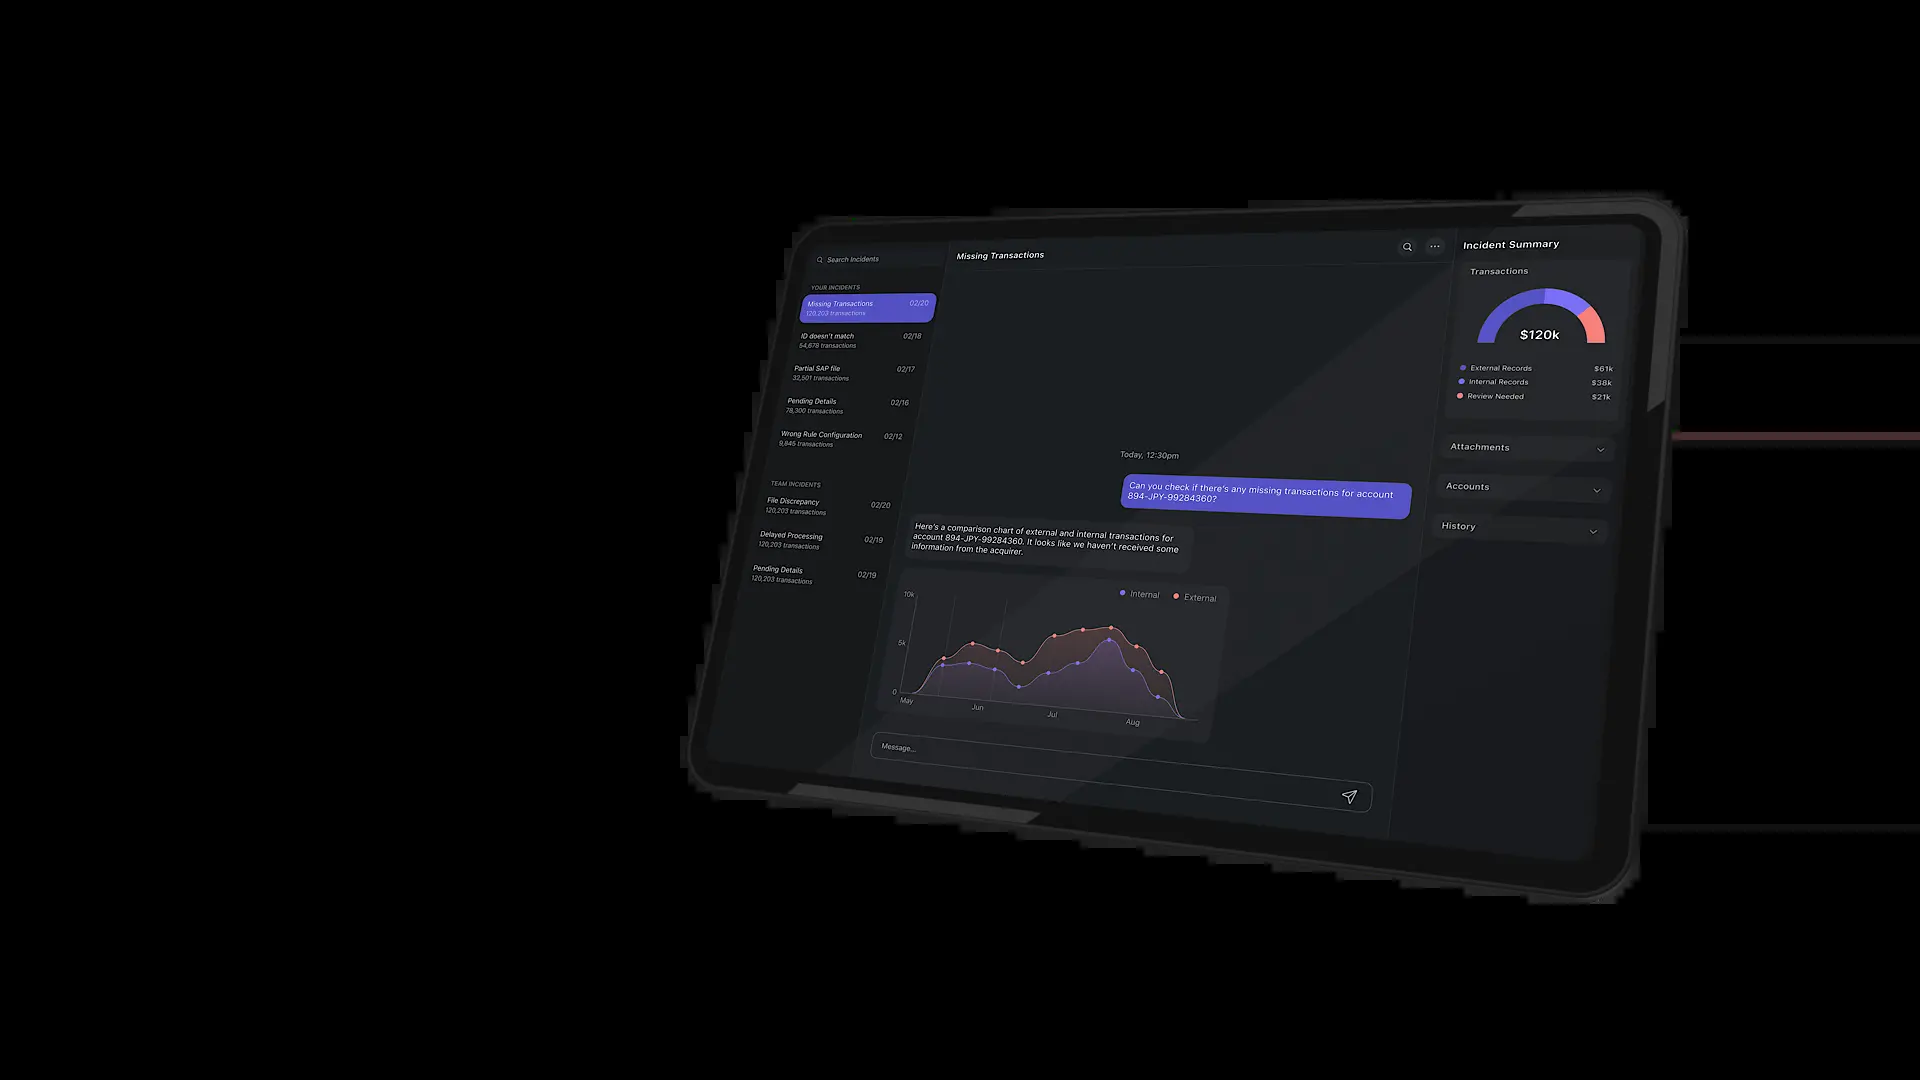 Search Incidents
YOUR INCIDENTS
Missing Transactions 02/20
120,203 transactions
ID doesn't match 02/18
54,678 transactions
Partial SAP file 02/17
32,501 transactions
Pending Details 02/16
78,300 transactions
Wrong Rule Configuration 02/12
9,845 transactions
TEAM INCIDENTS
File Discrepancy 02/20
120,203 transactions
Delayed Processing 02/19
120,203 transactions
Pending Details 02/19
120,203 transactions
Missing Transactions
Today, 12:30pm
Can you check if there's any missing transactions for account
894-JPY-99284360?
Here's a comparison chart of external and internal transactions for
account 894-JPY-99284360. It looks like we haven't received some
information from the acquirer.
Internal External
10k
5k
0
May Jun Jul Aug
Message...
Incident Summary
Transactions
$120k
External Records $61k
Internal Records $38k
Review Needed $21k
Attachments
Accounts
History